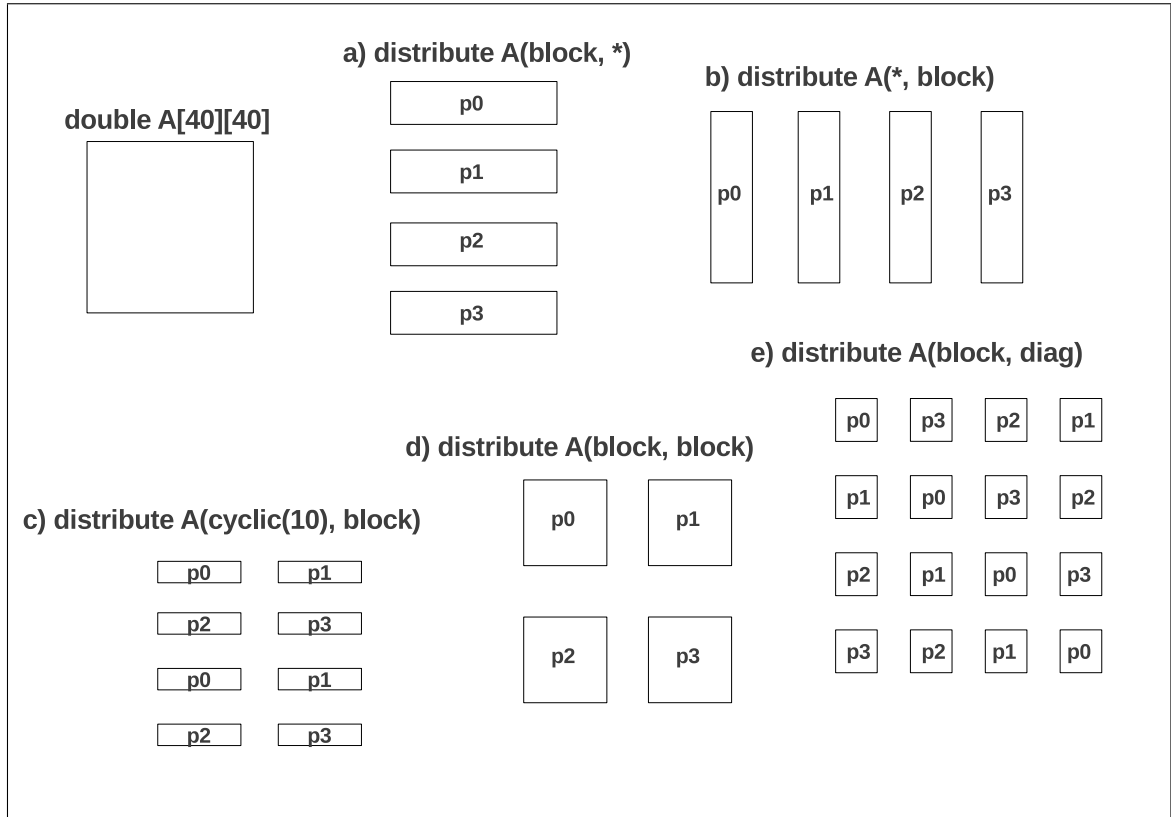 double A[40][40]
a) distribute A(block, *)
p0
p1
p2
p3
b) distribute A(*, block)
p0 p1 p2 p3
c) distribute A(cyclic(10), block)
p0 p1
p2 p3
p0 p1
p2 p3
d) distribute A(block, block)
p0 p1
p2 p3
e) distribute A(block, diag)
p0 p3 p2 p1
p1 p0 p3 p2
p2 p1 p0 p3
p3 p2 p1 p0